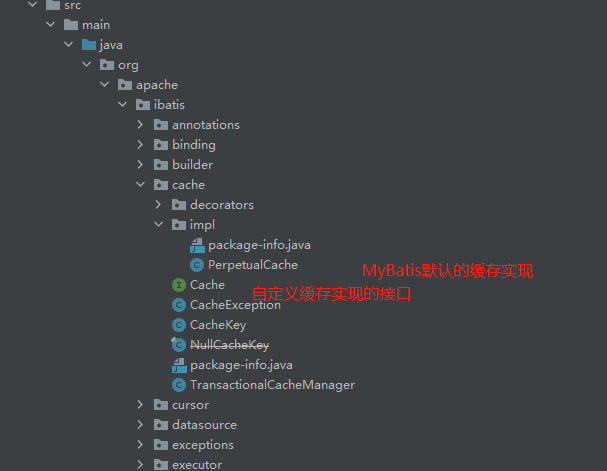 src
main
java
org
apache
ibatis
annotations
binding
builder
cache
decorators
impl
package-info.java
PerpetualCache
MyBatis默认的缓存实现
Cache
自定义缓存实现的接口
CacheException
CacheKey
NullCacheKey
package-info.java
TransactionalCacheManager
cursor
datasource
exceptions
executor